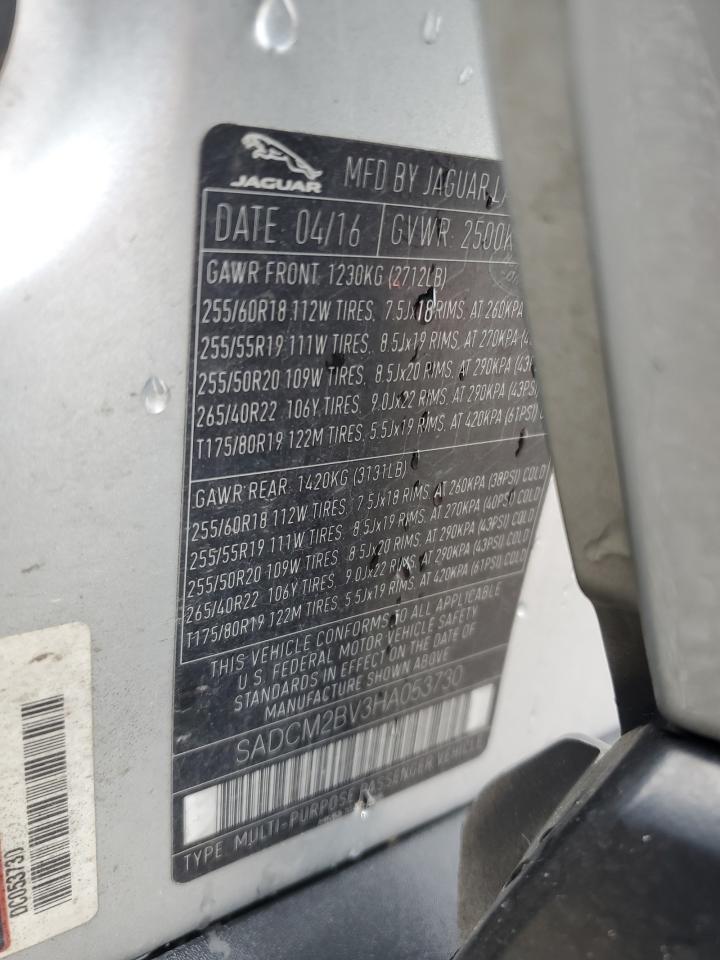 JAGUAR MFD BY JAGUAR
DATE: 04/16 GVWR: 2500K
GAWR FRONT: 1230KG (2712LB)
255/60R18 112W TIRES, 7.5Jx18 RIMS, AT 260KPA
255/55R19 111W TIRES, 8.5Jx19 RIMS, AT 270KPA (4
255/50R20 109W TIRES, 8.5Jx20 RIMS, AT 290KPA (43
265/40R22 106Y TIRES, 9.0Jx22 RIMS, AT 290KPA (43PSI)
T175/80R19 122M TIRES, 5.5Jx19 RIMS, AT 420KPA (61PSI) C
GAWR REAR: 1420KG (3131LB)
255/60R18 112W TIRES, 7.5Jx18 RIMS, AT 260KPA (38PSI) COLD
255/55R19 111W TIRES, 8.5Jx19 RIMS, AT 270KPA (40PSI) COLD
255/50R20 109W TIRES, 8.5Jx20 RIMS, AT 290KPA (43PSI) COLD
265/40R22 106Y TIRES, 9.0Jx22 RIMS, AT 290KPA (43PSI) COLD
T175/80R19 122M TIRES, 5.5Jx19 RIMS, AT 420KPA (61PSI) COLD
THIS VEHICLE CONFORMS TO ALL APPLICABLE
U.S. FEDERAL MOTOR VEHICLE SAFETY
STANDARDS IN EFFECT ON THE DATE OF
MANUFACTURE SHOWN ABOVE
SADCM2BV3HA053730
TYPE: MULTI-PURPOSE PASSENGER VEHICLE
DC053730